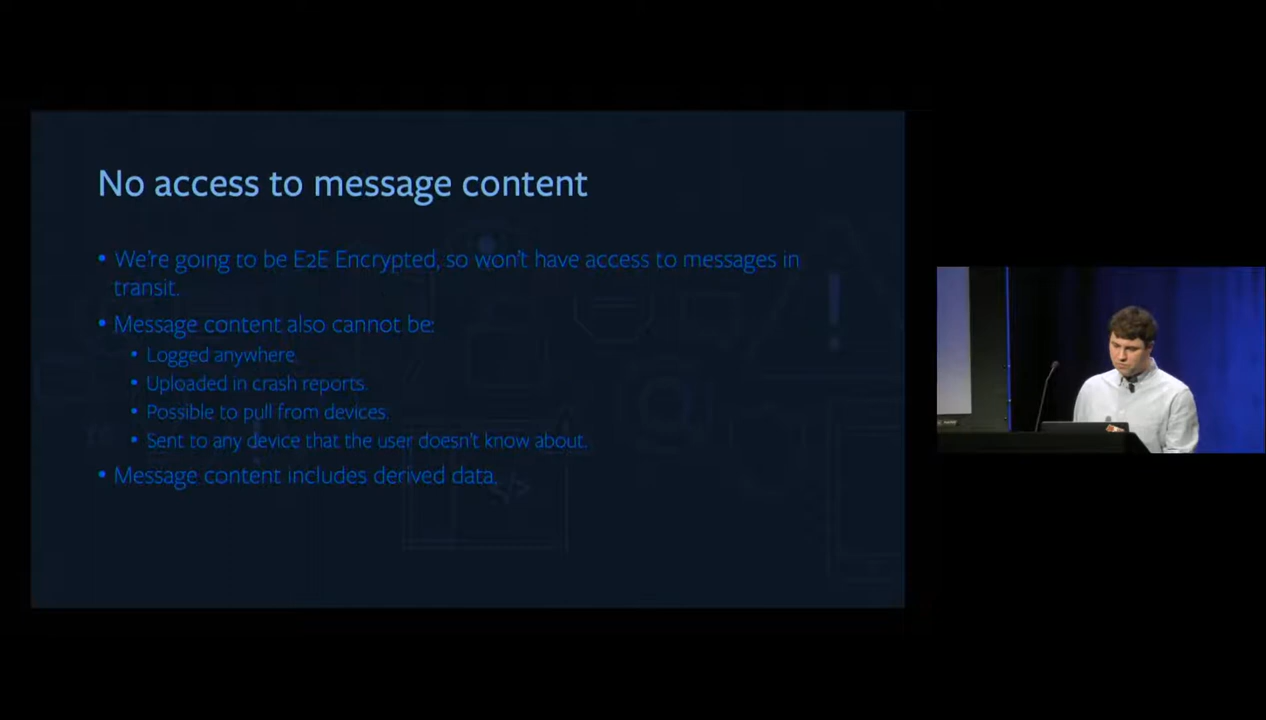 No access to message content
• We're going to be E2E Encrypted, so won't have access to messages in
transit.
• Message content also cannot be:
• Logged anywhere.
• Uploaded in crash reports.
• Possible to pull from devices.
• Sent to any device that the user doesn't know about.
• Message content includes derived data.